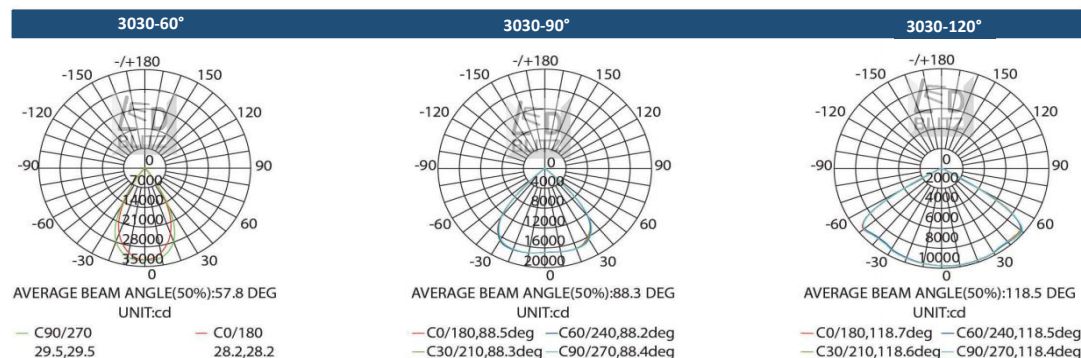 3030-60°
3030-90°
3030-120°
-/+180
-150
150
-120
120
-90
90
-60
60
-30
30
0
0
7000
14000
21000
28000
35000
LED
BLITZ
AVERAGE BEAM ANGLE(50%):57.8 DEG
UNIT:cd
C90/270
29.5,29.5
C0/180
28.2,28.2
-/+180
-150
150
-120
120
-90
90
-60
60
-30
30
0
0
4000
8000
12000
16000
20000
LED
BLITZ
AVERAGE BEAM ANGLE(50%):88.3 DEG
UNIT:cd
C0/180,88.5deg
C60/240,88.2deg
C30/210,88.3deg
C90/270,88.4deg
-/+180
-150
150
-120
120
-90
90
-60
60
-30
30
0
0
2000
4000
6000
8000
10000
LED
BLITZ
AVERAGE BEAM ANGLE(50%):118.5 DEG
UNIT:cd
C0/180,118.7deg
C60/240,118.5deg
C30/210,118.6deg
C90/270,118.4deg